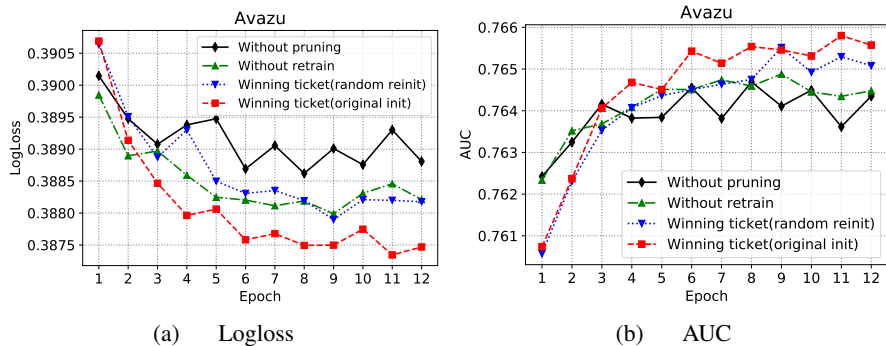 Avazu
0.3905
0.3900
0.3895
0.3890
0.3885
0.3880
0.3875
LogLoss
Without pruning
Without retrain
Winning ticket(random reinit)
Winning ticket(original init)
1 2 3 4 5 6 7 8 9 10 11 12
Epoch
(a) Logloss
Avazu
0.766
0.765
0.764
0.763
0.762
0.761
AUC
Without pruning
Without retrain
Winning ticket(random reinit)
Winning ticket(original init)
1 2 3 4 5 6 7 8 9 10 11 12
Epoch
(b) AUC